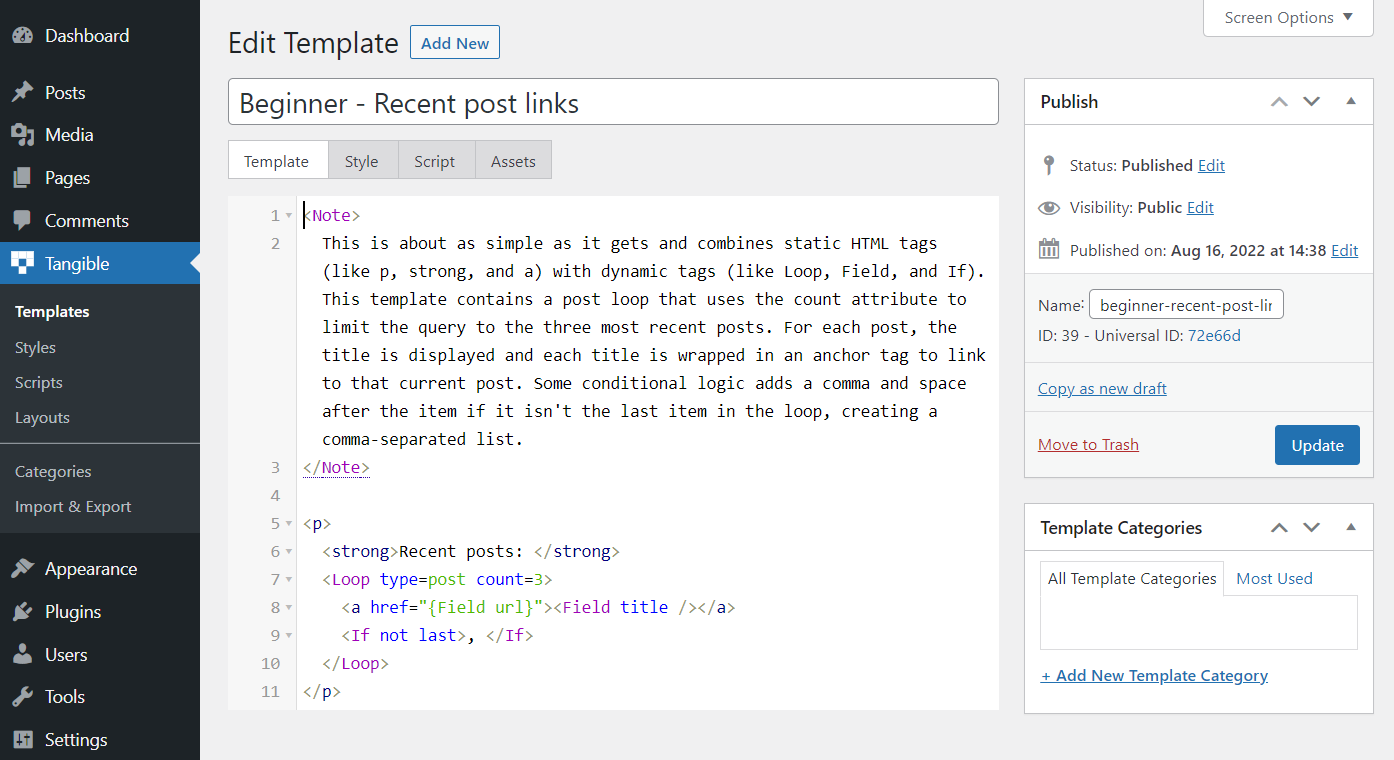 Dashboard
Posts
Media
Pages
Comments
Tangible
Templates
Styles
Scripts
Layouts
Categories
Import & Export
Appearance
Plugins
Users
Tools
Settings
Screen Options
Edit Template
Add New
Beginner - Recent post links
Template Style Script Assets
1 <Note>
2 This is about as simple as it gets and combines static HTML tags
(like p, strong, and a) with dynamic tags (like Loop, Field, and If).
This template contains a post loop that uses the count attribute to
limit the query to the three most recent posts. For each post, the
title is displayed and each title is wrapped in an anchor tag to link
to that current post. Some conditional logic adds a comma and space
after the item if it isn't the last item in the loop, creating a
comma-separated list.
3 </Note>
4
5 <p>
6 <strong>Recent posts: </strong>
7 <Loop type=post count=3>
8 <a href="{Field url}"><Field title /></a>
9 <If not last>, </If>
10 </Loop>
11 </p>
Publish
Status: Published Edit
Visibility: Public Edit
Published on: Aug 16, 2022 at 14:38 Edit
Name: beginner-recent-post-lir
ID: 39 - Universal ID: 72e66d
Copy as new draft
Move to Trash
Update
Template Categories
All Template Categories Most Used
+ Add New Template Category